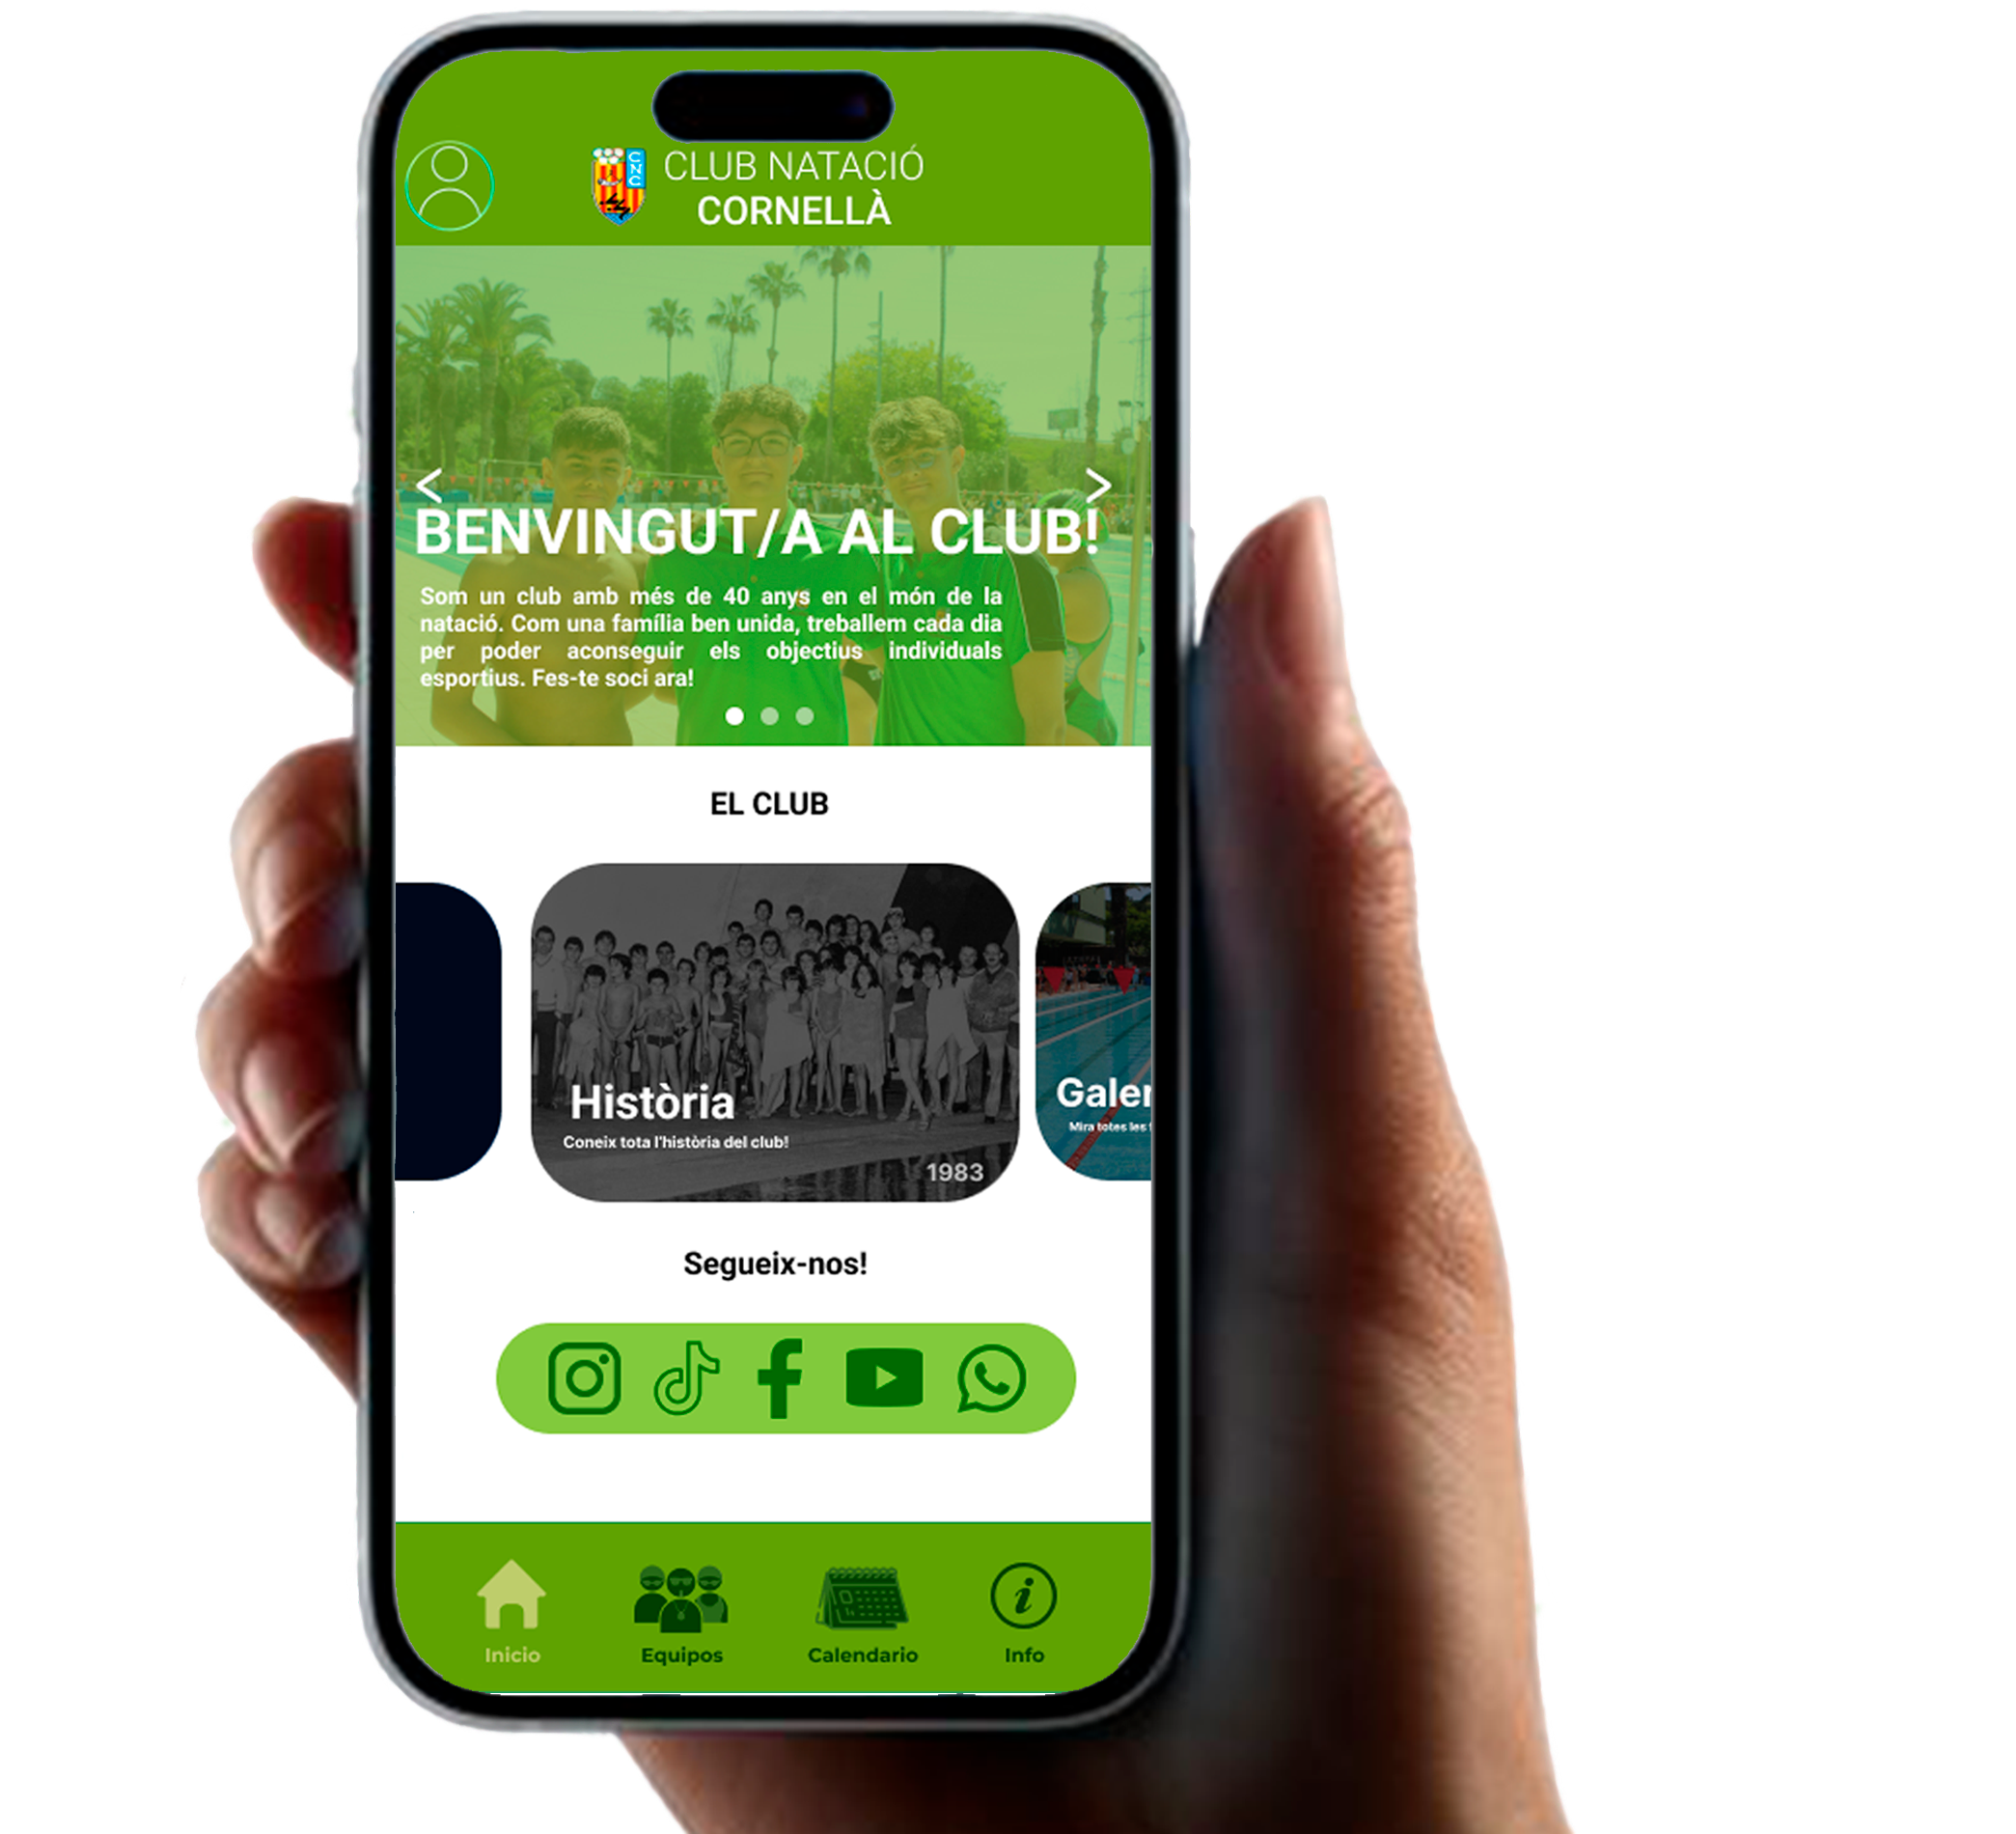 CNC
CLUB NATACIÓ
CORNELLÀ
BENVINGUT/A AL CLUB!
Som un club amb més de 40 anys en el món de la
natació. Com una família ben unida, treballem cada dia
per poder aconseguir els objectius individuals
esportius. Fes-te soci ara!
EL CLUB
Història
Coneix tota l'història del club!
1983
Galer
Mira totes les
Segueix-nos!
Inicio
Equipos
Calendario
Info